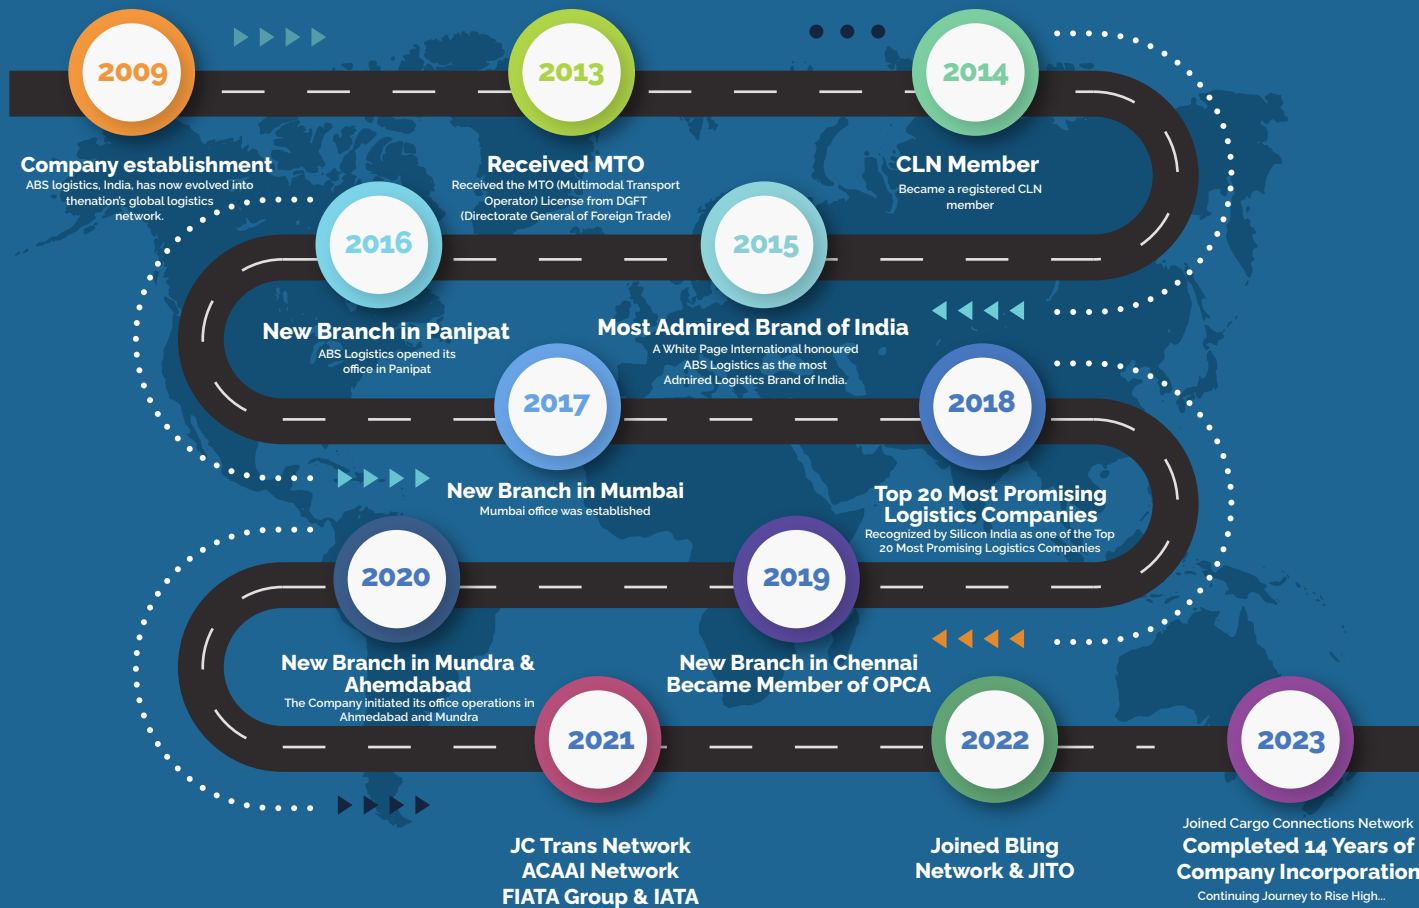 2009
Company establishment
ABS logistics, India, has now evolved into
thenation's global logistics
network.
2013
Received MTO
Received the MTO (Multimodal Transport
Operator) License from DGFT
(Directorate General of Foreign Trade)
2014
CLN Member
Became a registered CLN
member
2015
Most Admired Brand of India
A White Page International honoured
ABS Logistics as the most
Admired Logistics Brand of India.
2016
New Branch in Panipat
ABS Logistics opened its
office in Panipat
2017
New Branch in Mumbai
Mumbai office was established
2018
Top 20 Most Promising
Logistics Companies
Recognized by Silicon India as one of the Top
20 Most Promising Logistics Companies
2019
New Branch in Chennai
Became Member of OPCA
2020
New Branch in Mundra &
Ahemdabad
The Company initiated its office operations in
Ahmedabad and Mundra
2021
JC Trans Network
ACAAI Network
FIATA Group & IATA
2022
Joined Bling
Network & JITO
2023
Joined Cargo Connections Network
Completed 14 Years of
Company Incorporation
Continuing Journey to Rise High...